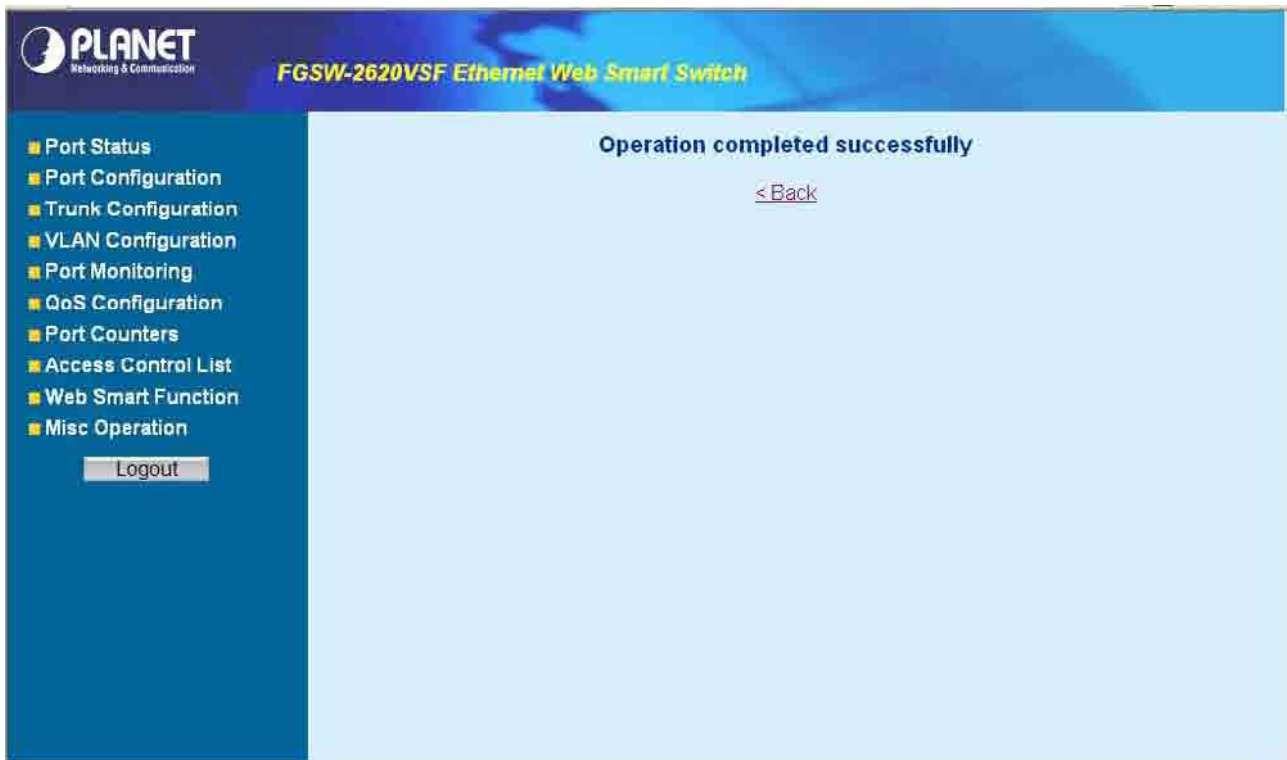 PLANET
Networking & Communication
FGSW-2620VSF Ethernet Web Smart Switch
Port Status
Port Configuration
Trunk Configuration
VLAN Configuration
Port Monitoring
QoS Configuration
Port Counters
Access Control List
Web Smart Function
Misc Operation
Logout
Operation completed successfully
< Back